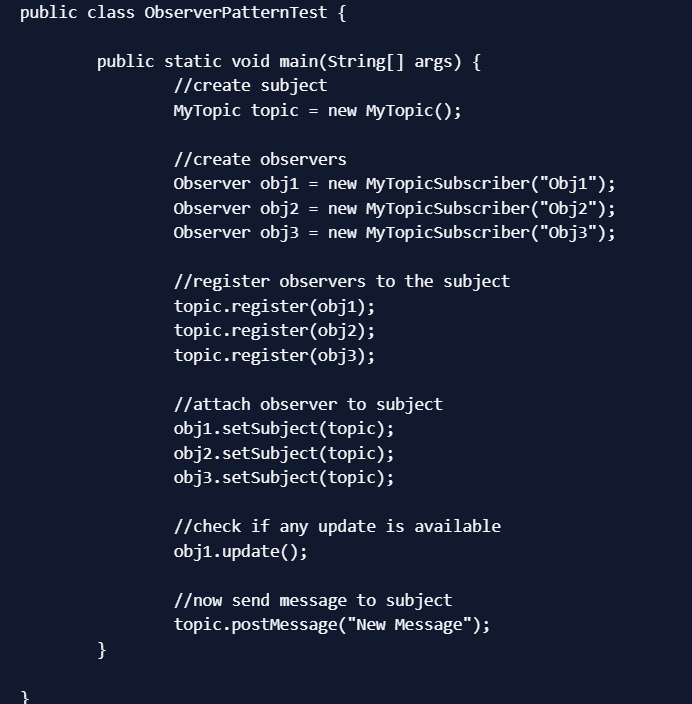 public class ObserverPatternTest {
public static void main(String[] args) {
//create subject
MyTopic topic = new MyTopic();
//create observers
Observer obj1 = new MyTopicSubscriber("Obj1");
Observer obj2 = new MyTopicSubscriber("Obj2");
Observer obj3 = new MyTopicSubscriber("Obj3");
//register observers to the subject
topic.register(obj1);
topic.register(obj2);
topic.register(obj3);
//attach observer to subject
obj1.setSubject(topic);
obj2.setSubject(topic);
obj3.setSubject(topic);
//check if any update is available
obj1.update();
//now send message to subject
topic.postMessage("New Message");
}
}